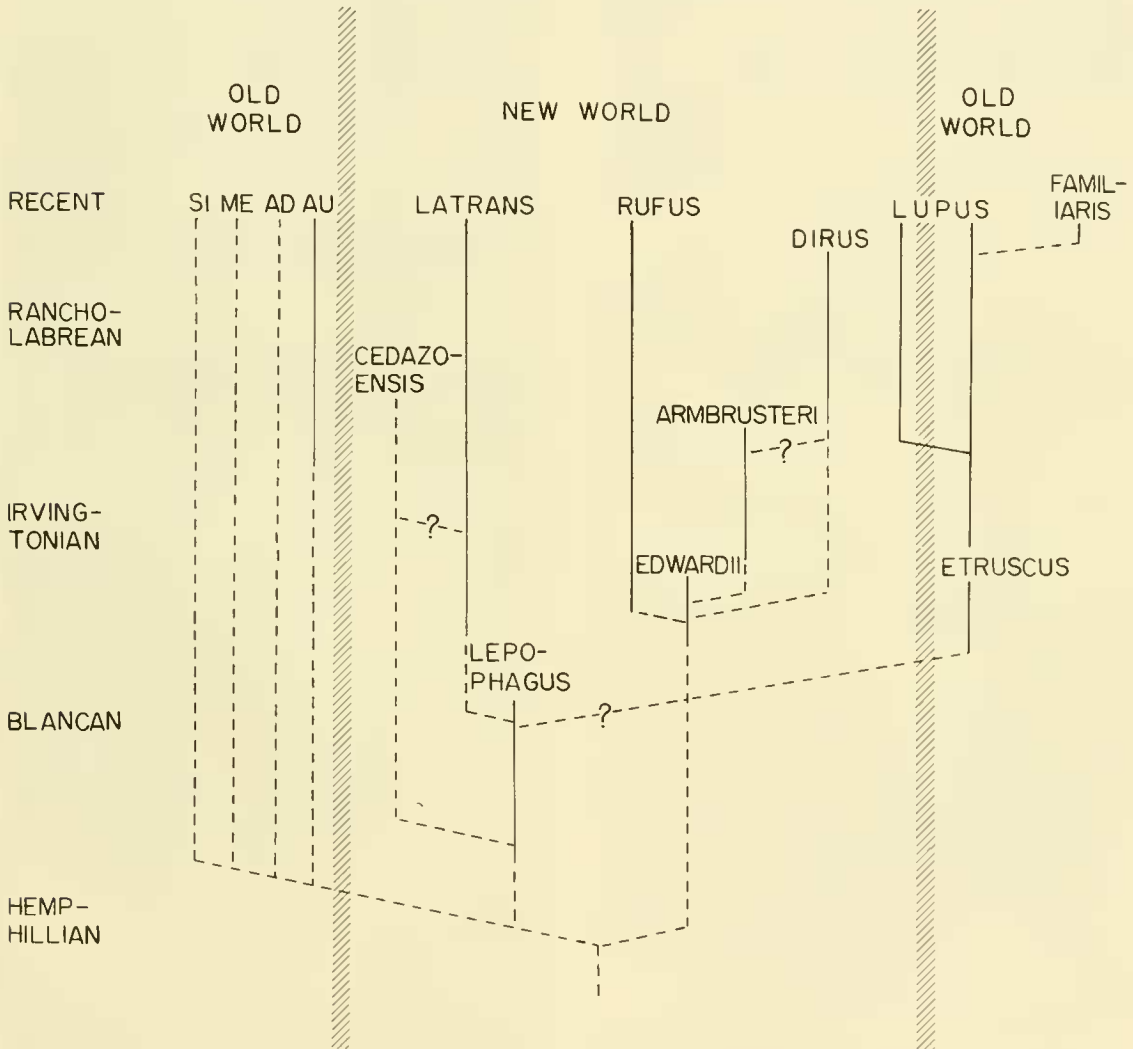 OLD
WORLD
NEW WORLD
OLD
WORLD
RECENT
SI ME AD AU
LATRANS
RUFUS
DIRUS
LUPUS
FAMIL-
IARIS
RANCHO-
LABREAN
CEDAZO-
ENSIS
ARMBRUSTERI
?
IRVING-
TONIAN
?
EDWARDII
ETRUSCUS
LEPO-
PHAGUS
BLANCAN
?
HEMP-
HILLIAN